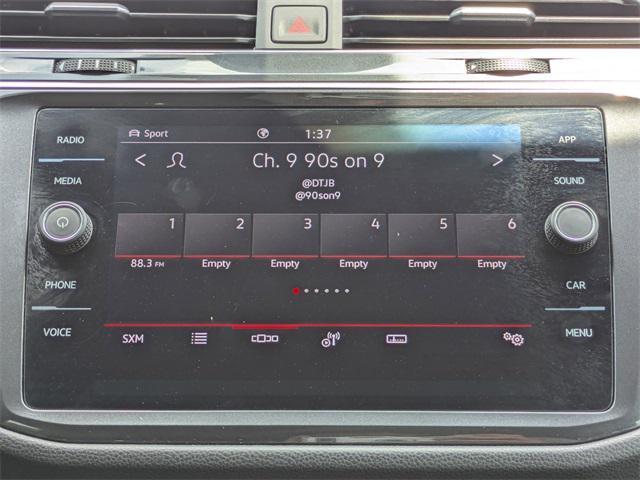 Sport 1:37 92°
RADIO APP
Ch. 9 90s on 9
MEDIA SOUND
@DTJB
@90son9
1 2 3 4 5 6
88.3 FM Empty Empty Empty Empty Empty
PHONE CAR
VOICE MENU
SXM